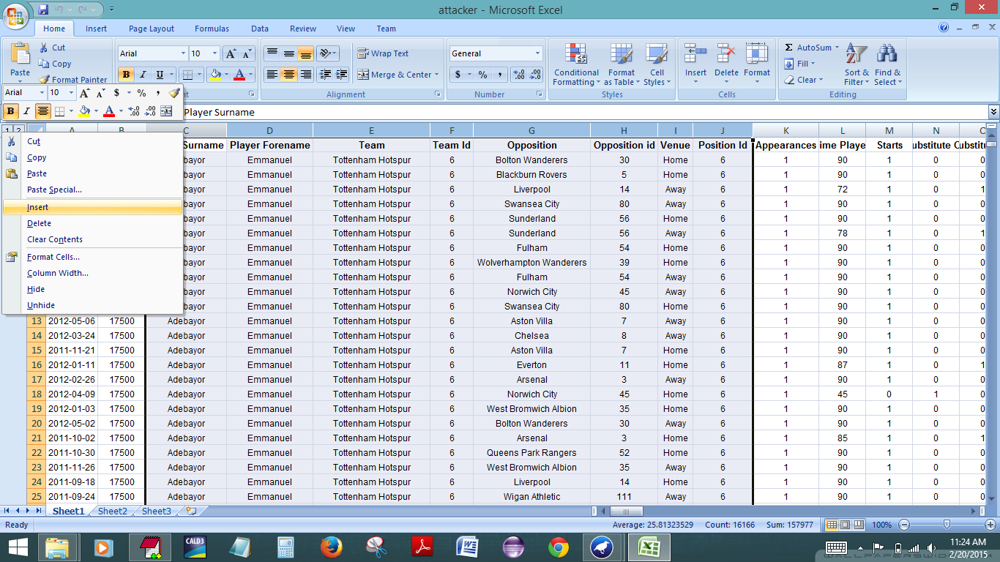 attacker - Microsoft Excel
Home Insert Page Layout Formulas Data Review View Team
Paste Cut Copy Format Painter
Arial 10 B I U
Wrap Text Merge & Center Alignment
General $ % , Number
Conditional Formatting Format as Table Cell Styles Styles
Insert Delete Format Cells
Σ AutoSum Fill Clear Sort & Filter Find & Select Editing
Arial 10 A A $ % ,
B I A
Player Surname
1 2 A B C D E F G H I J K L M N
Cut
Copy
Paste
Paste Special...
Insert
Delete
Clear Contents
Format Cells...
Column Width...
Hide
Unhide
Surname Player Forename Team Team Id Opposition Opposition id Venue Position Id Appearances ime Playe Starts ubstitute O ubstitu
bayor Emmanuel Tottenham Hotspur 6 Bolton Wanderers 30 Home 6 1 90 1 0 0
bayor Emmanuel Tottenham Hotspur 6 Blackburn Rovers 5 Home 6 1 90 1 0 0
bayor Emmanuel Tottenham Hotspur 6 Liverpool 14 Away 6 1 72 1 0 1
bayor Emmanuel Tottenham Hotspur 6 Swansea City 80 Away 6 1 90 1 0 0
bayor Emmanuel Tottenham Hotspur 6 Sunderland 56 Home 6 1 90 1 0 0
bayor Emmanuel Tottenham Hotspur 6 Sunderland 56 Away 6 1 78 1 0 1
bayor Emmanuel Tottenham Hotspur 6 Fulham 54 Home 6 1 90 1 0 0
bayor Emmanuel Tottenham Hotspur 6 Wolverhampton Wanderers 39 Home 6 1 90 1 0 0
bayor Emmanuel Tottenham Hotspur 6 Fulham 54 Away 6 1 90 1 0 0
bayor Emmanuel Tottenham Hotspur 6 Norwich City 45 Away 6 1 90 1 0 0
bayor Emmanuel Tottenham Hotspur 6 Swansea City 80 Home 6 1 90 1 0 0
13 2012-05-06 17500 Adebayor Emmanuel Tottenham Hotspur 6 Aston Villa 7 Away 6 1 90 1 0 0
14 2012-03-24 17500 Adebayor Emmanuel Tottenham Hotspur 6 Chelsea 8 Away 6 1 90 1 0 0
15 2011-11-21 17500 Adebayor Emmanuel Tottenham Hotspur 6 Aston Villa 7 Home 6 1 90 1 0 0
16 2012-01-11 17500 Adebayor Emmanuel Tottenham Hotspur 6 Everton 11 Home 6 1 87 1 0 1
17 2012-02-26 17500 Adebayor Emmanuel Tottenham Hotspur 6 Arsenal 3 Away 6 1 90 1 0 0
18 2012-04-09 17500 Adebayor Emmanuel Tottenham Hotspur 6 Norwich City 45 Home 6 1 45 0 1 0
19 2012-01-03 17500 Adebayor Emmanuel Tottenham Hotspur 6 West Bromwich Albion 35 Home 6 1 90 1 0 0
20 2012-05-02 17500 Adebayor Emmanuel Tottenham Hotspur 6 Bolton Wanderers 30 Away 6 1 90 1 0 0
21 2011-10-02 17500 Adebayor Emmanuel Tottenham Hotspur 6 Arsenal 3 Home 6 1 85 1 0 1
22 2011-10-30 17500 Adebayor Emmanuel Tottenham Hotspur 6 Queens Park Rangers 52 Home 6 1 90 1 0 0
23 2011-11-26 17500 Adebayor Emmanuel Tottenham Hotspur 6 West Bromwich Albion 35 Away 6 1 90 1 0 0
24 2011-09-18 17500 Adebayor Emmanuel Tottenham Hotspur 6 Liverpool 14 Home 6 1 90 1 0 0
25 2011-09-24 17500 Adebayor Emmanuel Tottenham Hotspur 6 Wigan Athletic 111 Away 6 1 90 1 0 0
Sheet1 Sheet2 Sheet3
Ready Average: 25.81323529 Count: 16166 Sum: 157977 100%
CALD3
11:24 AM
2/20/2015